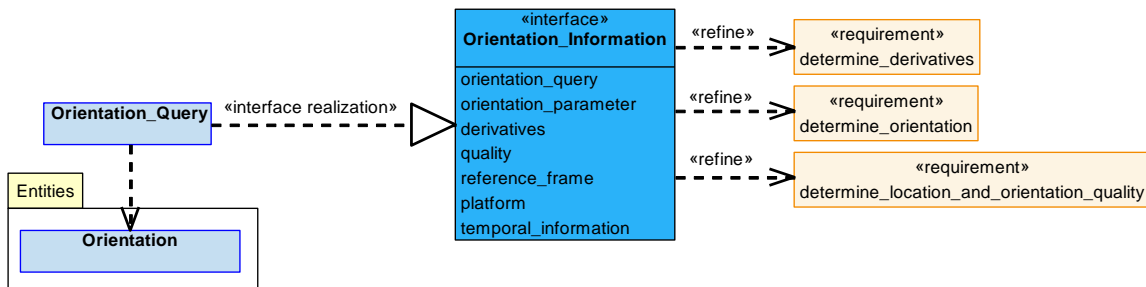 «interface»
Orientation_Information
orientation_query
orientation_parameter
derivatives
quality
reference_frame
platform
temporal_information
Orientation_Query
«interface realization»
Entities
Orientation
«refine»
«requirement»
determine_derivatives
«refine»
«requirement»
determine_orientation
«refine»
«requirement»
determine_location_and_orientation_quality